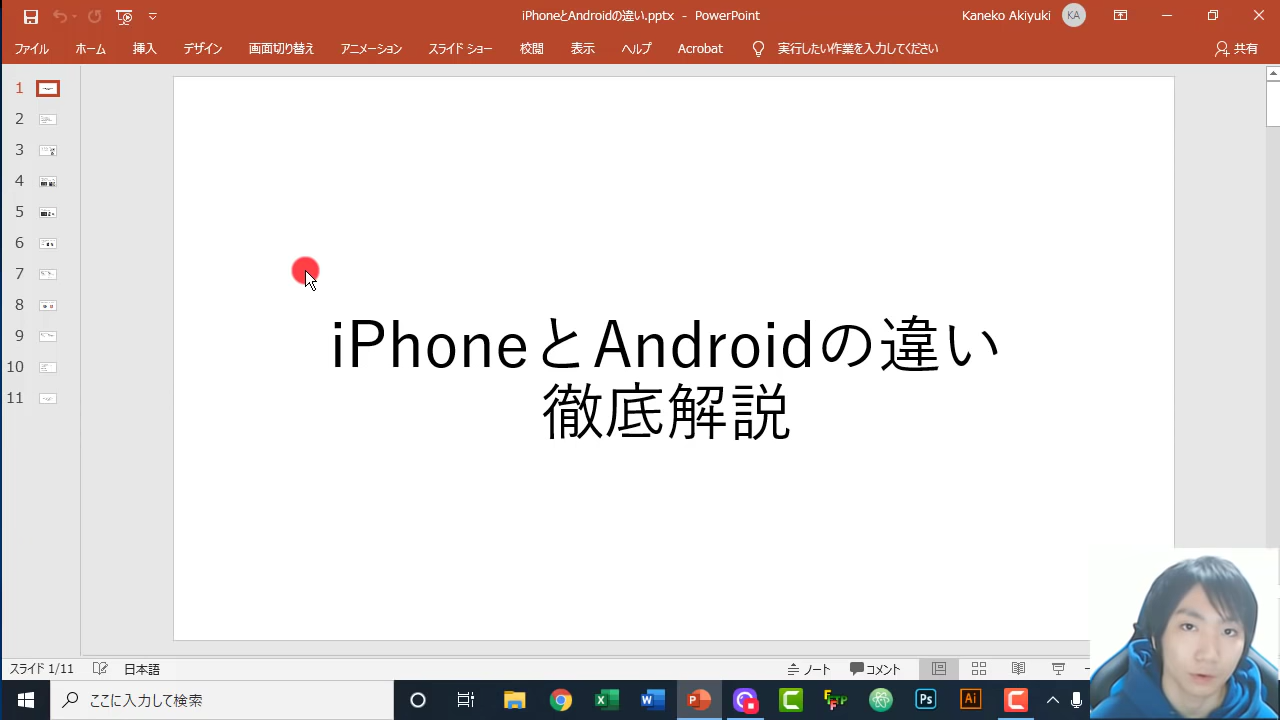 iPhoneとAndroidの違い.pptx - PowerPoint
Kaneko Akiyuki KA
ファイル ホーム 挿入 デザイン 画面切り替え アニメーション スライド ショー 校閲 表示 ヘルプ Acrobat 実行したい作業を入力してください 共有
1
2
3
4
5
6
7
8
9
10
11
iPhoneとAndroidの違い
徹底解説
スライド 1/11 日本語 ノート コメント
ここに入力して検索